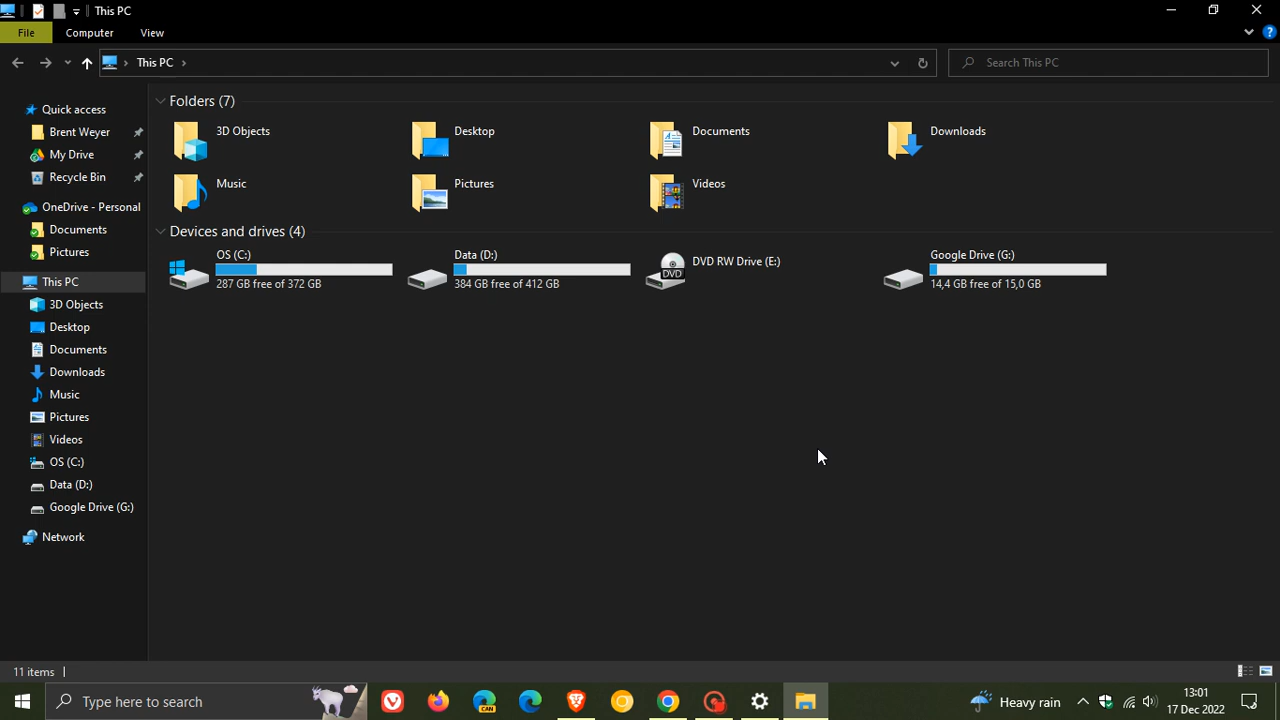 This PC
File
Computer
View
This PC
Search This PC
Quick access
Brent Weyer
My Drive
Recycle Bin
OneDrive - Personal
Documents
Pictures
This PC
3D Objects
Desktop
Documents
Downloads
Music
Pictures
Videos
OS (C:)
Data (D:)
Google Drive (G:)
Network
Folders (7)
3D Objects
Desktop
Documents
Downloads
Music
Pictures
Videos
Devices and drives (4)
OS (C:)
287 GB free of 372 GB
Data (D:)
384 GB free of 412 GB
DVD
DVD RW Drive (E:)
Google Drive (G:)
14,4 GB free of 15,0 GB
11 items
Type here to search
CAN
Heavy rain
13:01
17 Dec 2022